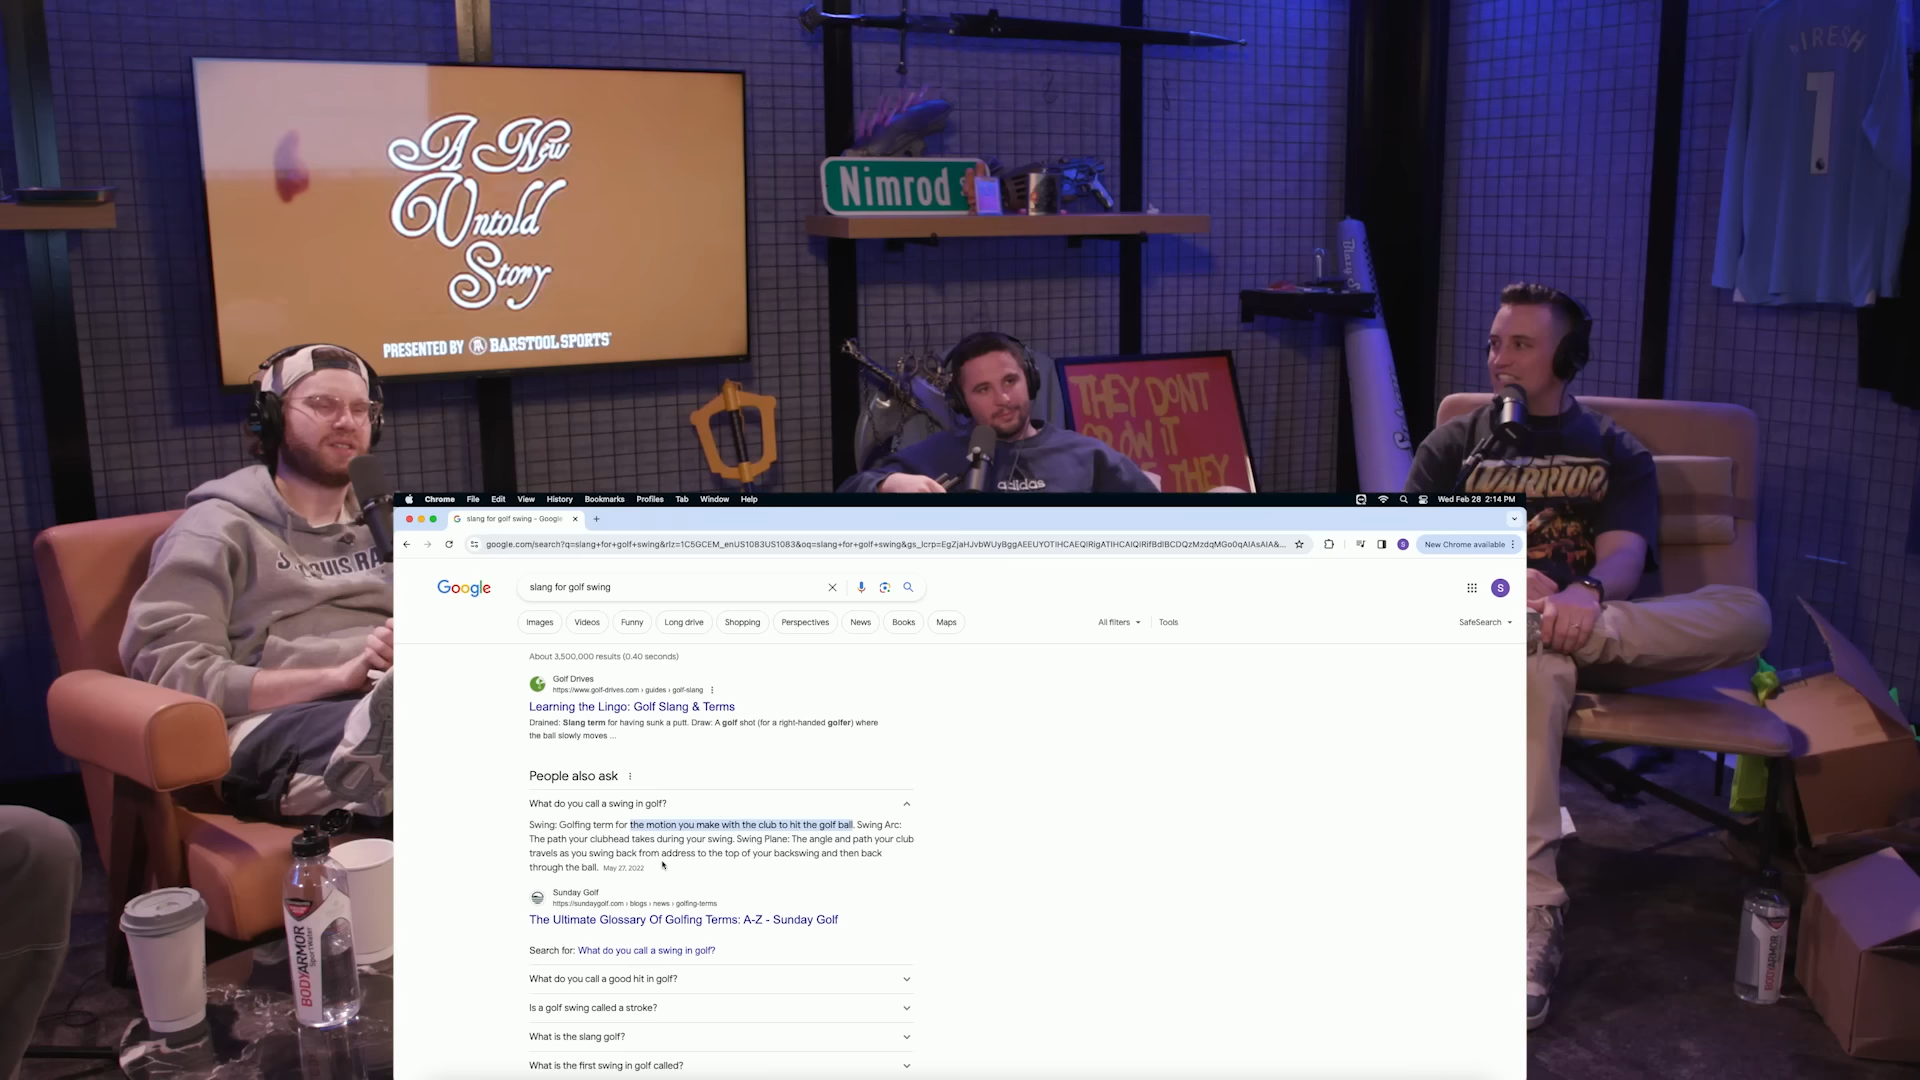 A New
Untold
Story
PRESENTED BY BARSTOOL SPORTS
Nimrod
1
THEY DONT
IT
THEY
adidas
WARRIOR
Chrome File Edit View History Bookmarks Profiles Tab Window Help
Wed Feb 28 2:14 PM
slang for golf swing - Google
New Chrome available
Google
slang for golf swing
S
Images Videos Funny Long drive Shopping Perspectives News Books Maps
All filters Tools SafeSearch
About 3,500,000 results (0.40 seconds)
Golf Drives
https://www.golf-drives.com › guides › golf-slang
Learning the Lingo: Golf Slang & Terms
Drained: Slang term for having sunk a putt. Draw: A golf shot (for a right-handed golfer) where
the ball slowly moves ...
People also ask
What do you call a swing in golf?
Swing: Golfing term for the motion you make with the club to hit the golf ball. Swing Arc:
The path your clubhead takes during your swing. Swing Plane: The angle and path your club
travels as you swing back from address to the top of your backswing and then back
through the ball. May 27, 2022
Sunday Golf
https://sundaygolf.com › blogs › news › golfing-terms
The Ultimate Glossary Of Golfing Terms: A-Z - Sunday Golf
Search for: What do you call a swing in golf?
What do you call a good hit in golf?
Is a golf swing called a stroke?
What is the slang golf?
What is the first swing in golf called?
BODYARMOR
SportWater
BODYARMOR